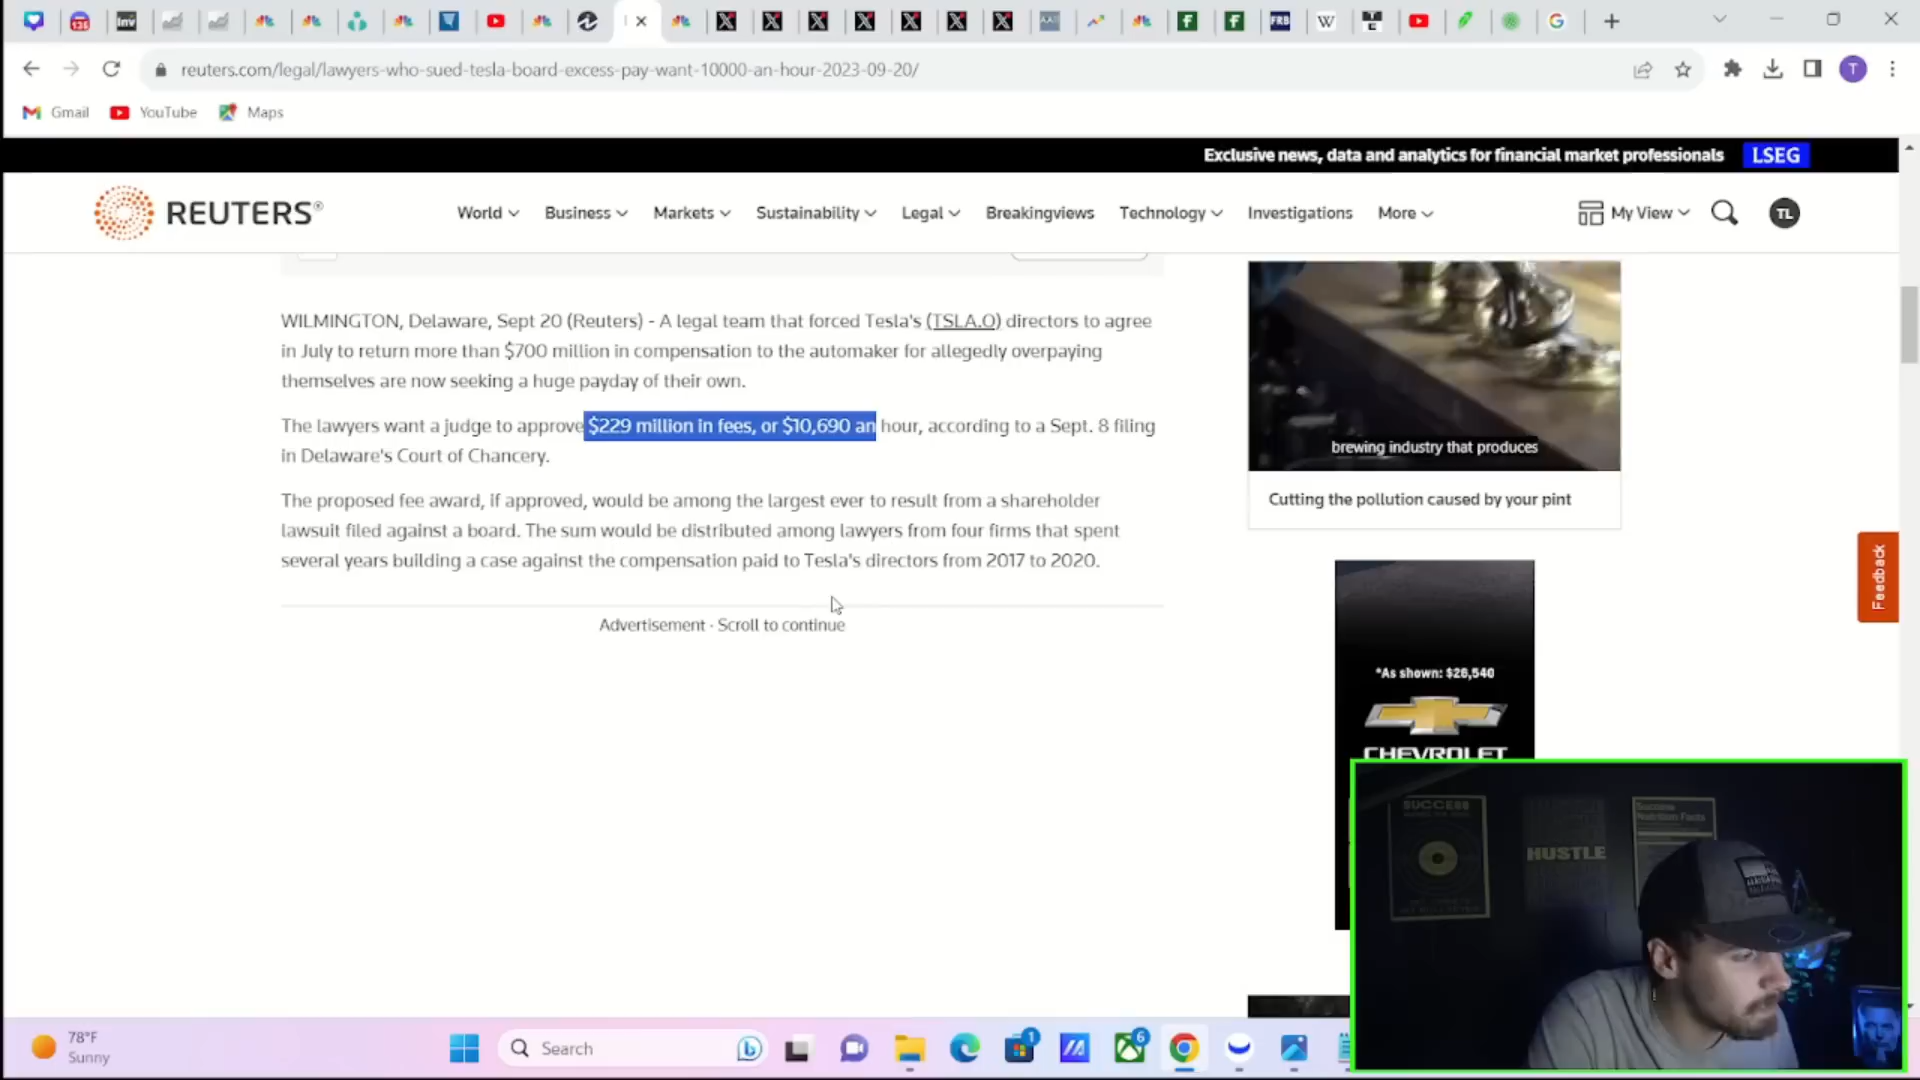 reuters.com/legal/lawyers-who-sued-tesla-board-excess-pay-want-10000-an-hour-2023-09-20/
T
Gmail
YouTube
Maps
Exclusive news, data and analytics for financial market professionals
LSEG
REUTERS®
World
Business
Markets
Sustainability
Legal
Breakingviews
Technology
Investigations
More
My View
TL
WILMINGTON, Delaware, Sept 20 (Reuters) - A legal team that forced Tesla's (TSLA.O) directors to agree
in July to return more than $700 million in compensation to the automaker for allegedly overpaying
themselves are now seeking a huge payday of their own.
The lawyers want a judge to approve $229 million in fees, or $10,690 an hour, according to a Sept. 8 filing
in Delaware's Court of Chancery.
The proposed fee award, if approved, would be among the largest ever to result from a shareholder
lawsuit filed against a board. The sum would be distributed among lawyers from four firms that spent
several years building a case against the compensation paid to Tesla's directors from 2017 to 2020.
Advertisement · Scroll to continue
brewing industry that produces
Cutting the pollution caused by your pint
Feedback
*As shown: $26,540
CHEVROLET
SUCCESS
HUSTLE
Success
Nutrition Facts
78°F
Sunny
Search
1
6